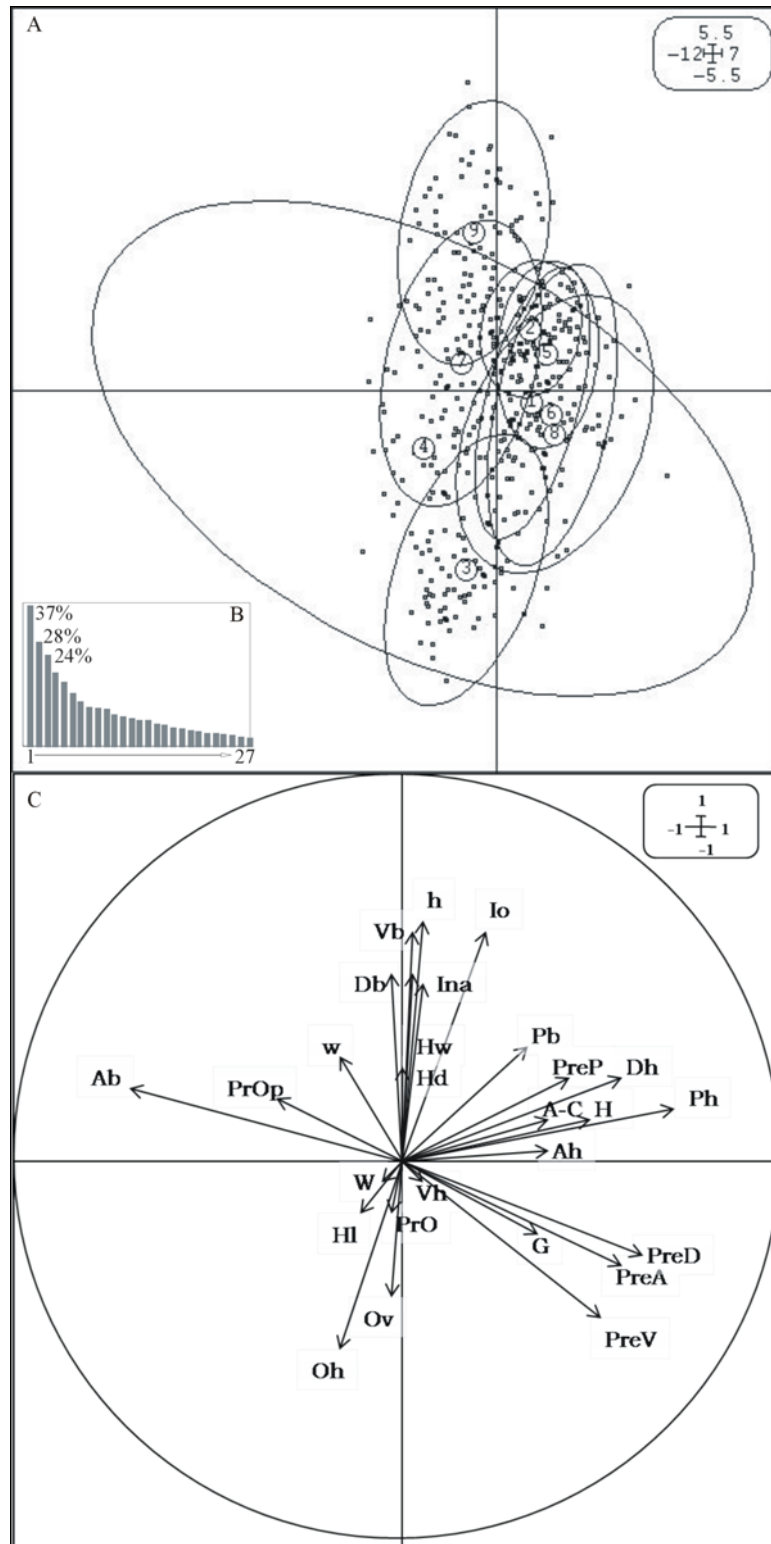 A
5.5
-12 7
-5.5
9
2
7
5
1
6
4
8
3
B
37%
28%
24%
1 27
C
1
-1 1
-1
h
Io
Vb
Db Ina
w Hw Pb
Hd PreP Dh
Ab PrOp A-C H Ph
Ah
W Vh
Hl PrO G PreD
PreA
Ov PreV
Oh